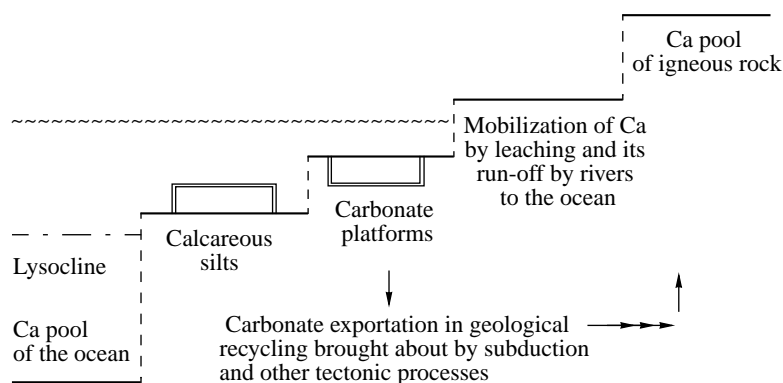 Ca pool
of igneous rock
Mobilization of Ca
by leaching and its
run-off by rivers
to the ocean
Carbonate
platforms
Calcareous
silts
Lysocline
Ca pool
of the ocean
Carbonate exportation in geological
recycling brought about by subduction
and other tectonic processes